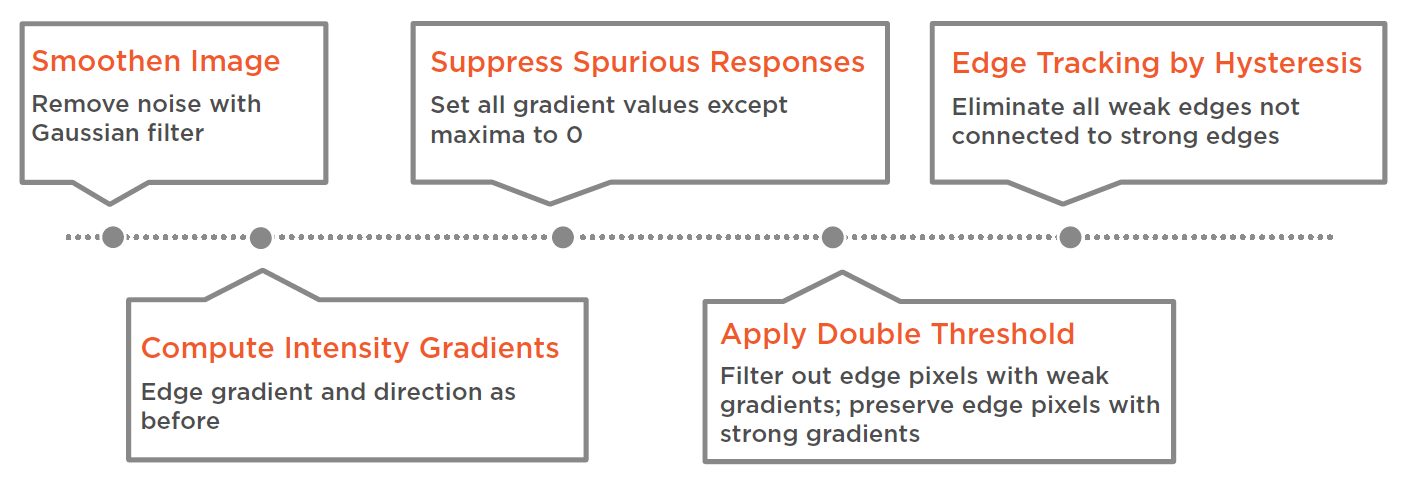 Smoothen Image
Remove noise with
Gaussian filter
Compute Intensity Gradients
Edge gradient and direction as
before
Suppress Spurious Responses
Set all gradient values except
maxima to 0
Apply Double Threshold
Filter out edge pixels with weak
gradients; preserve edge pixels with
strong gradients
Edge Tracking by Hysteresis
Eliminate all weak edges not
connected to strong edges